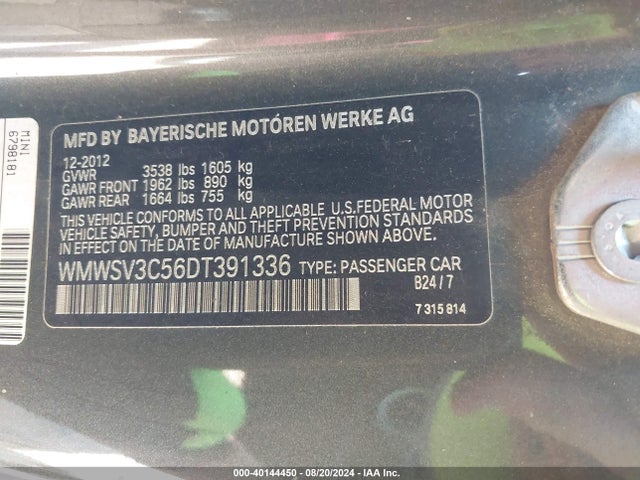 MFD BY BAYERISCHE MOTÓREN WERKE AG
12-2012
GVWR 3538 lbs 1605 kg
GAWR FRONT 1962 lbs 890 kg
GAWR REAR 1664 lbs 755 kg
THIS VEHICLE CONFORMS TO ALL APPLICABLE U.S.FEDERAL MOTOR
VEHICLE SAFETY, BUMPER AND THEFT PREVENTION STANDARDS
IN EFFECT ON THE DATE OF MANUFACTURE SHOWN ABOVE.
WMWSV3C56DT391336 TYPE: PASSENGER CAR
B24 / 7
7 315 814
MINI
6798181
000-40144450 - 08/20/2024 - IAA Inc.